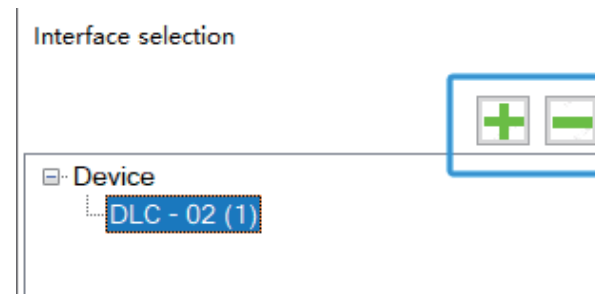 Interface selection
Device
DLC - 02 (1)